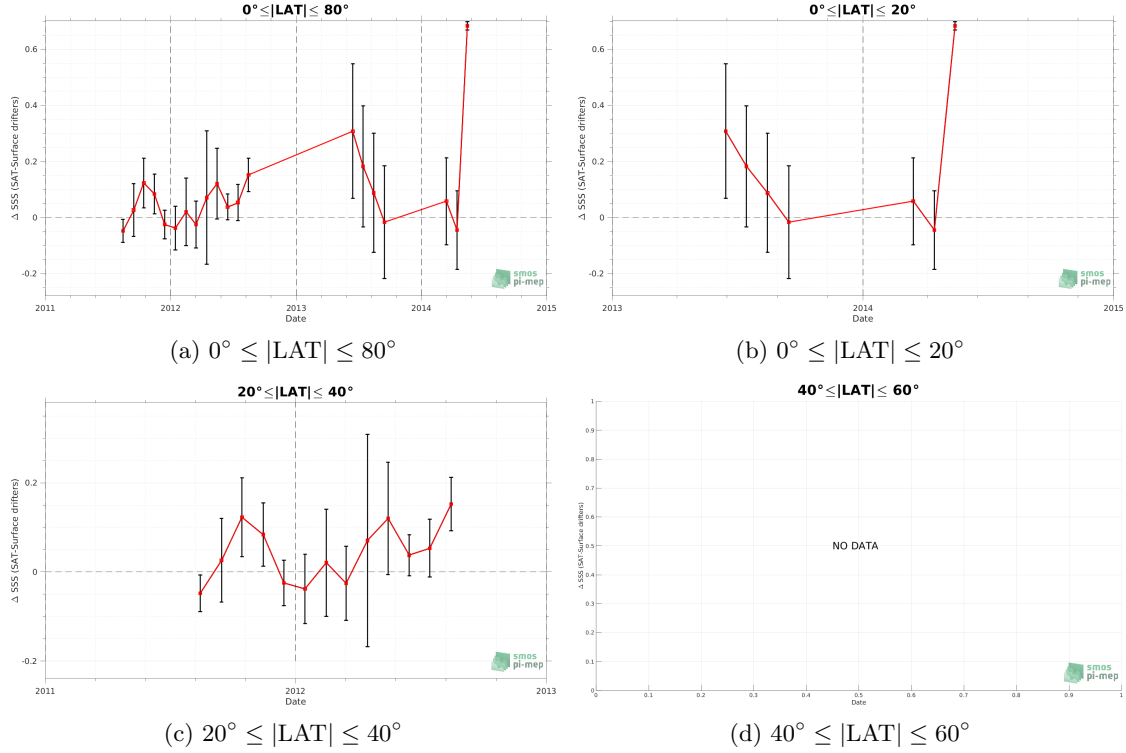 0°≤|LAT|≤ 80°
Δ SSS (SAT-Surface drifters)
0.6
0.4
0.2
0
-0.2
2011
2012
2013
2014
2015
Date
smos
pi-mep
(a) 0° ≤ |LAT| ≤ 80°
0°≤|LAT|≤ 20°
Δ SSS (SAT-Surface drifters)
0.6
0.4
0.2
0
-0.2
2013
2014
2015
Date
smos
pi-mep
(b) 0° ≤ |LAT| ≤ 20°
20°≤|LAT|≤ 40°
Δ SSS (SAT-Surface drifters)
0.2
0
-0.2
2011
2012
2013
Date
smos
pi-mep
(c) 20° ≤ |LAT| ≤ 40°
40°≤|LAT|≤ 60°
Δ SSS (SAT-Surface drifters)
1
0.9
0.8
0.7
0.6
0.5
0.4
0.3
0.2
0.1
0
NO DATA
0
0.1
0.2
0.3
0.4
0.5
0.6
0.7
0.8
0.9
1
Date
smos
pi-mep
(d) 40° ≤ |LAT| ≤ 60°